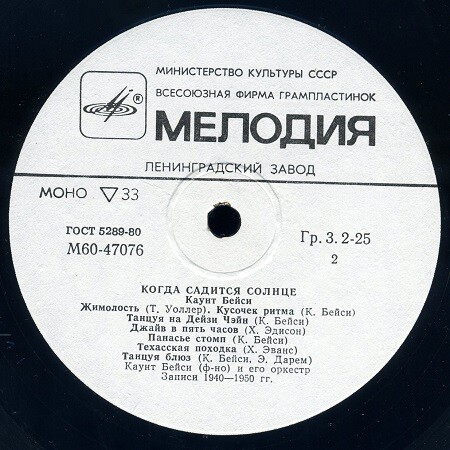 МИНИСТЕРСТВО КУЛЬТУРЫ СССР
ВСЕСОЮЗНАЯ ФИРМА ГРАМПЛАСТИНОК
®
МЕЛОДИЯ
ЛЕНИНГРАДСКИЙ ЗАВОД
МОНО ▽33
ГОСТ 5289-80
М60-47076
Гр. 3. 2-25
2
КОГДА САДИТСЯ СОЛНЦЕ
Каунт Бейси
Жимолость (Т. Уоллер). Кусочек ритма (К. Бейси)
Танцуя на Дейзи Чэйн (К. Бейси)
Джайв в пять часов (Х. Эдисон)
Панасье стомп (К. Бейси)
Техасская походка (Х. Эванс)
Танцуя блюз (К. Бейси, Э. Дарем)
Каунт Бейси (ф-но) и его оркестр
Записи 1940—1950 гг.